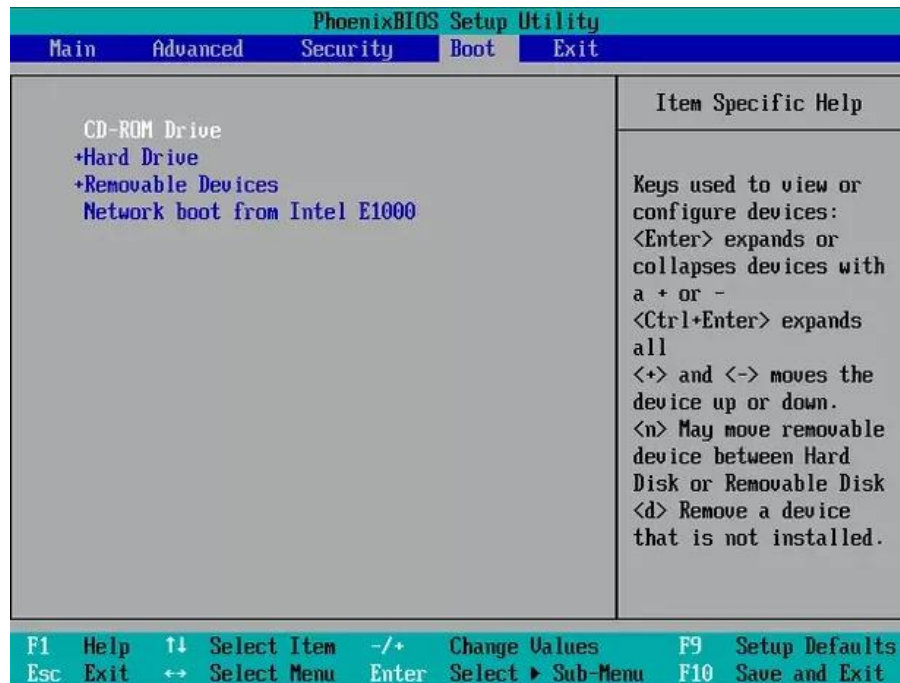 PhoenixBIOS Setup Utility
Main Advanced Security Boot Exit
CD-ROM Drive
+Hard Drive
+Removable Devices
Network boot from Intel E1000
Item Specific Help
Keys used to view or
configure devices:
<Enter> expands or
collapses devices with
a + or -
<Ctrl+Enter> expands
all
<+> and <-> moves the
device up or down.
<n> May move removable
device between Hard
Disk or Removable Disk
<d> Remove a device
that is not installed.
F1 Help ↑↓ Select Item -/+ Change Values F9 Setup Defaults
Esc Exit ↔ Select Menu Enter Select ▶ Sub-Menu F10 Save and Exit